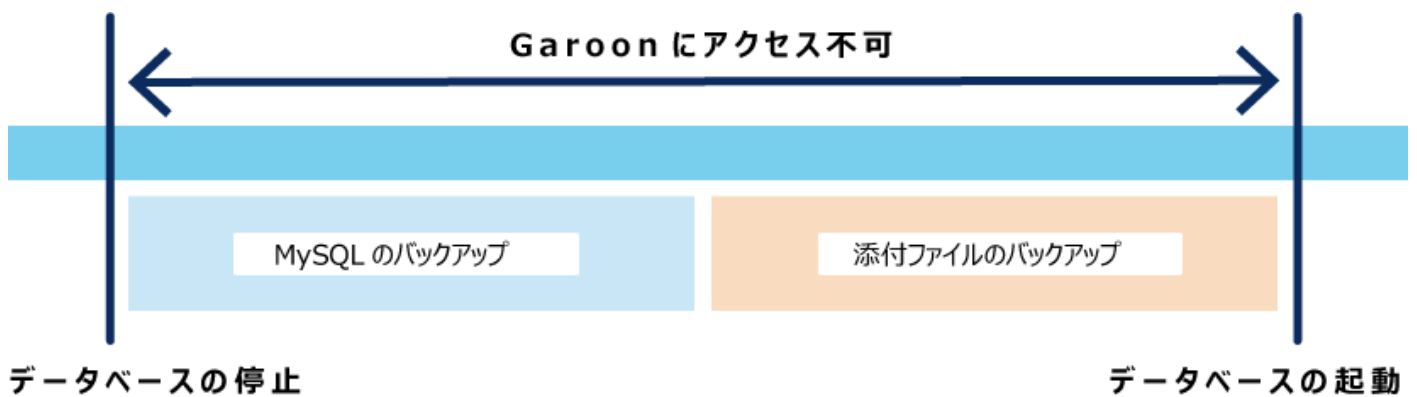 Garoon にアクセス不可
MySQL のバックアップ
添付ファイルのバックアップ
データベースの停止
データベースの起動